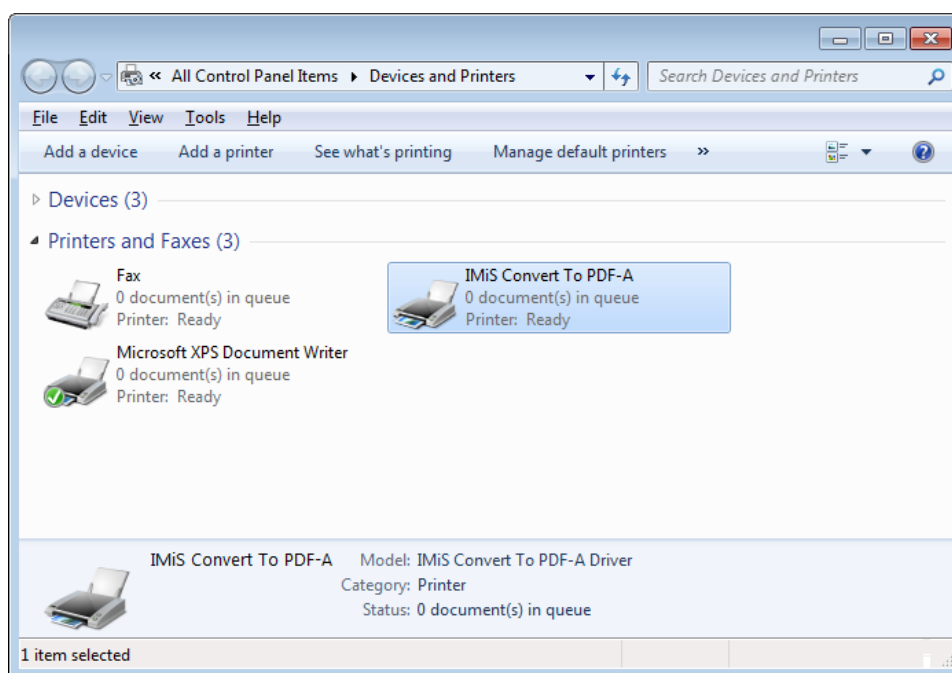 « All Control Panel Items ▸ Devices and Printers
Search Devices and Printers
File Edit View Tools Help
Add a device Add a printer See what's printing Manage default printers »
Devices (3)
Printers and Faxes (3)
Fax
0 document(s) in queue
Printer: Ready
IMiS Convert To PDF-A
0 document(s) in queue
Printer: Ready
Microsoft XPS Document Writer
0 document(s) in queue
Printer: Ready
IMiS Convert To PDF-A Model: IMiS Convert To PDF-A Driver
Category: Printer
Status: 0 document(s) in queue
1 item selected